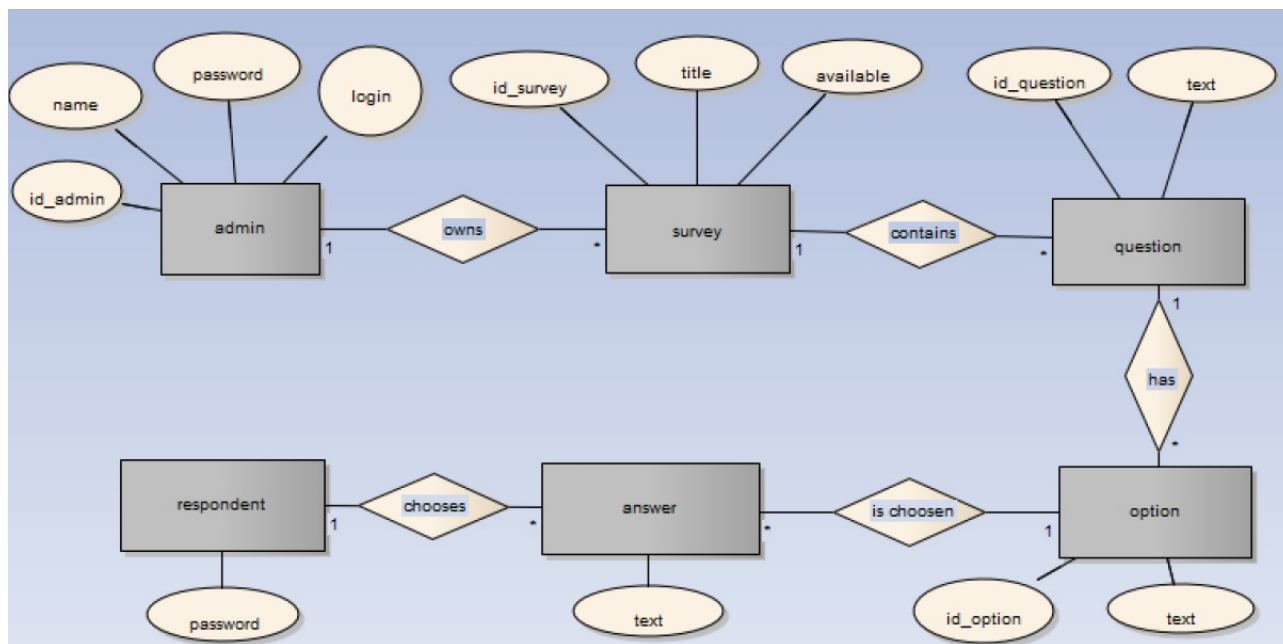 password
login
name
id_admin
admin
1
owns
*
id_survey
title
available
survey
1
contains
*
id_question
text
question
1
has
*
respondent
1
chooses
*
answer
*
is choosen
1
option
password
text
id_option
text